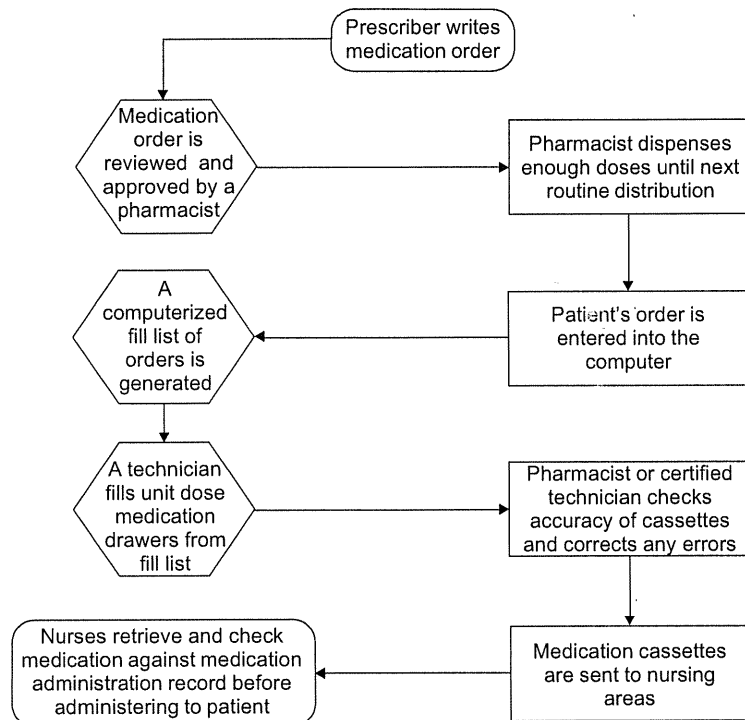 Prescriber writes
medication order
Medication
order is
reviewed and
approved by a
pharmacist
Pharmacist dispenses
enough doses until next
routine distribution
Patient's order is
entered into the
computer
A
computerized
fill list of
orders is
generated
A technician
fills unit dose
medication
drawers from
fill list
Pharmacist or certified
technician checks
accuracy of cassettes
and corrects any errors
Medication cassettes
are sent to nursing
areas
Nurses retrieve and check
medication against medication
administration record before
administering to patient